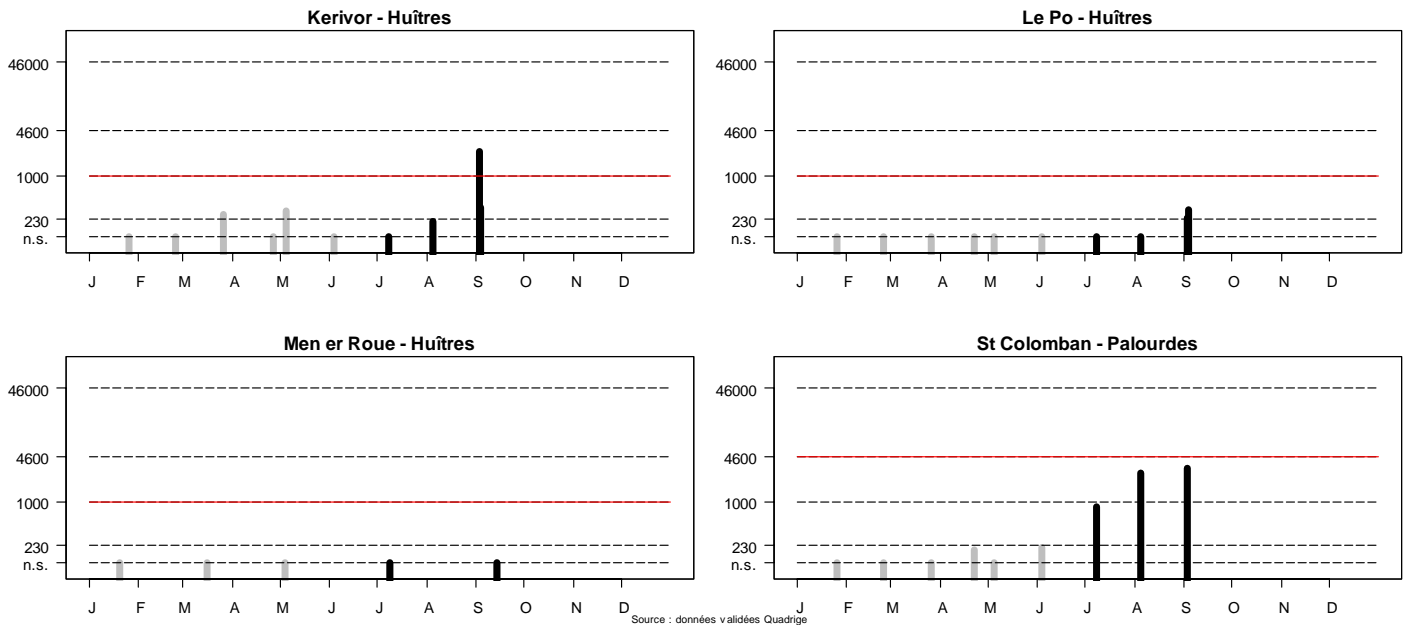 Kerivor - Huîtres
46000
4600
1000
230
n.s.
J F M A M J J A S O N D
Le Po - Huîtres
46000
4600
1000
230
n.s.
J F M A M J J A S O N D
Men er Roue - Huîtres
46000
4600
1000
230
n.s.
J F M A M J J A S O N D
St Colomban - Palourdes
46000
4600
1000
230
n.s.
J F M A M J J A S O N D
Source : données validées Quadrige